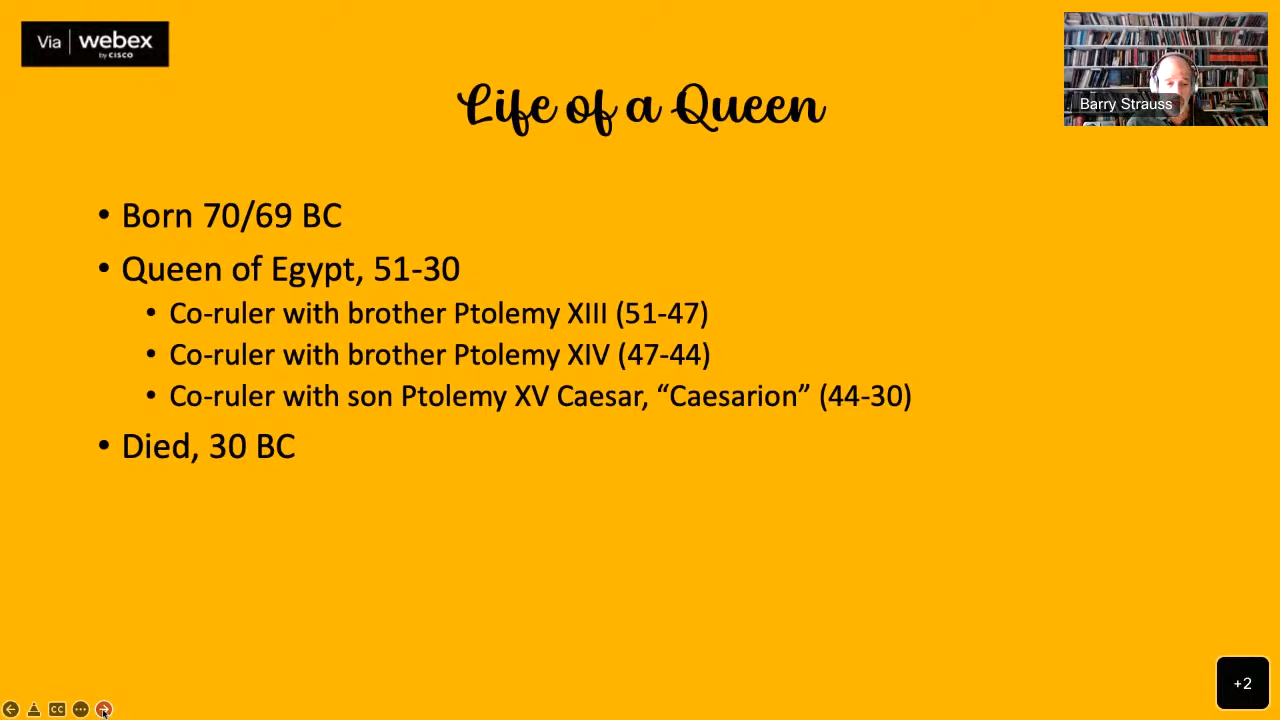 Via | webex
by CISCO
Barry Strauss
Life of a Queen
• Born 70/69 BC
• Queen of Egypt, 51-30
• Co-ruler with brother Ptolemy XIII (51-47)
• Co-ruler with brother Ptolemy XIV (47-44)
• Co-ruler with son Ptolemy XV Caesar, “Caesarion” (44-30)
• Died, 30 BC
+2
CC